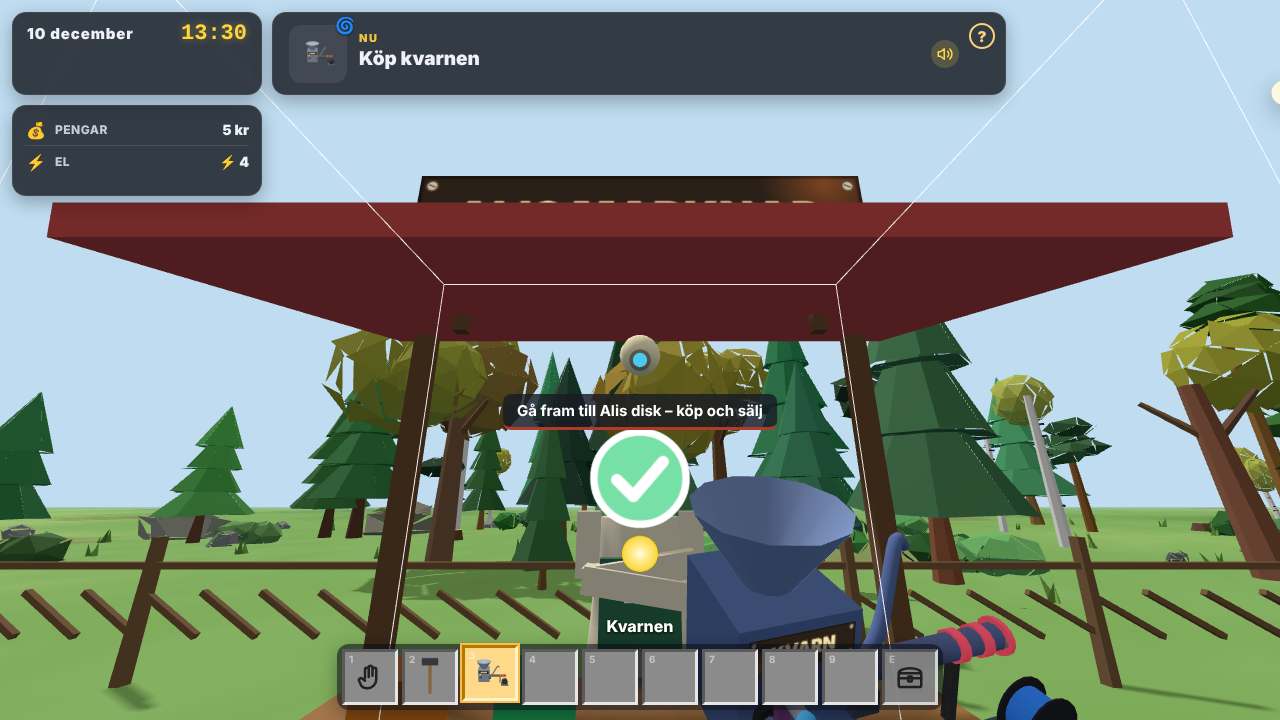 10 december
13:30
NU
Köp kvarnen
?
PENGAR
5 kr
EL
4
Gå fram till Alis disk – köp och sälj
Kvarnen
KVARN
1
2
4
5
6
7
8
9
E